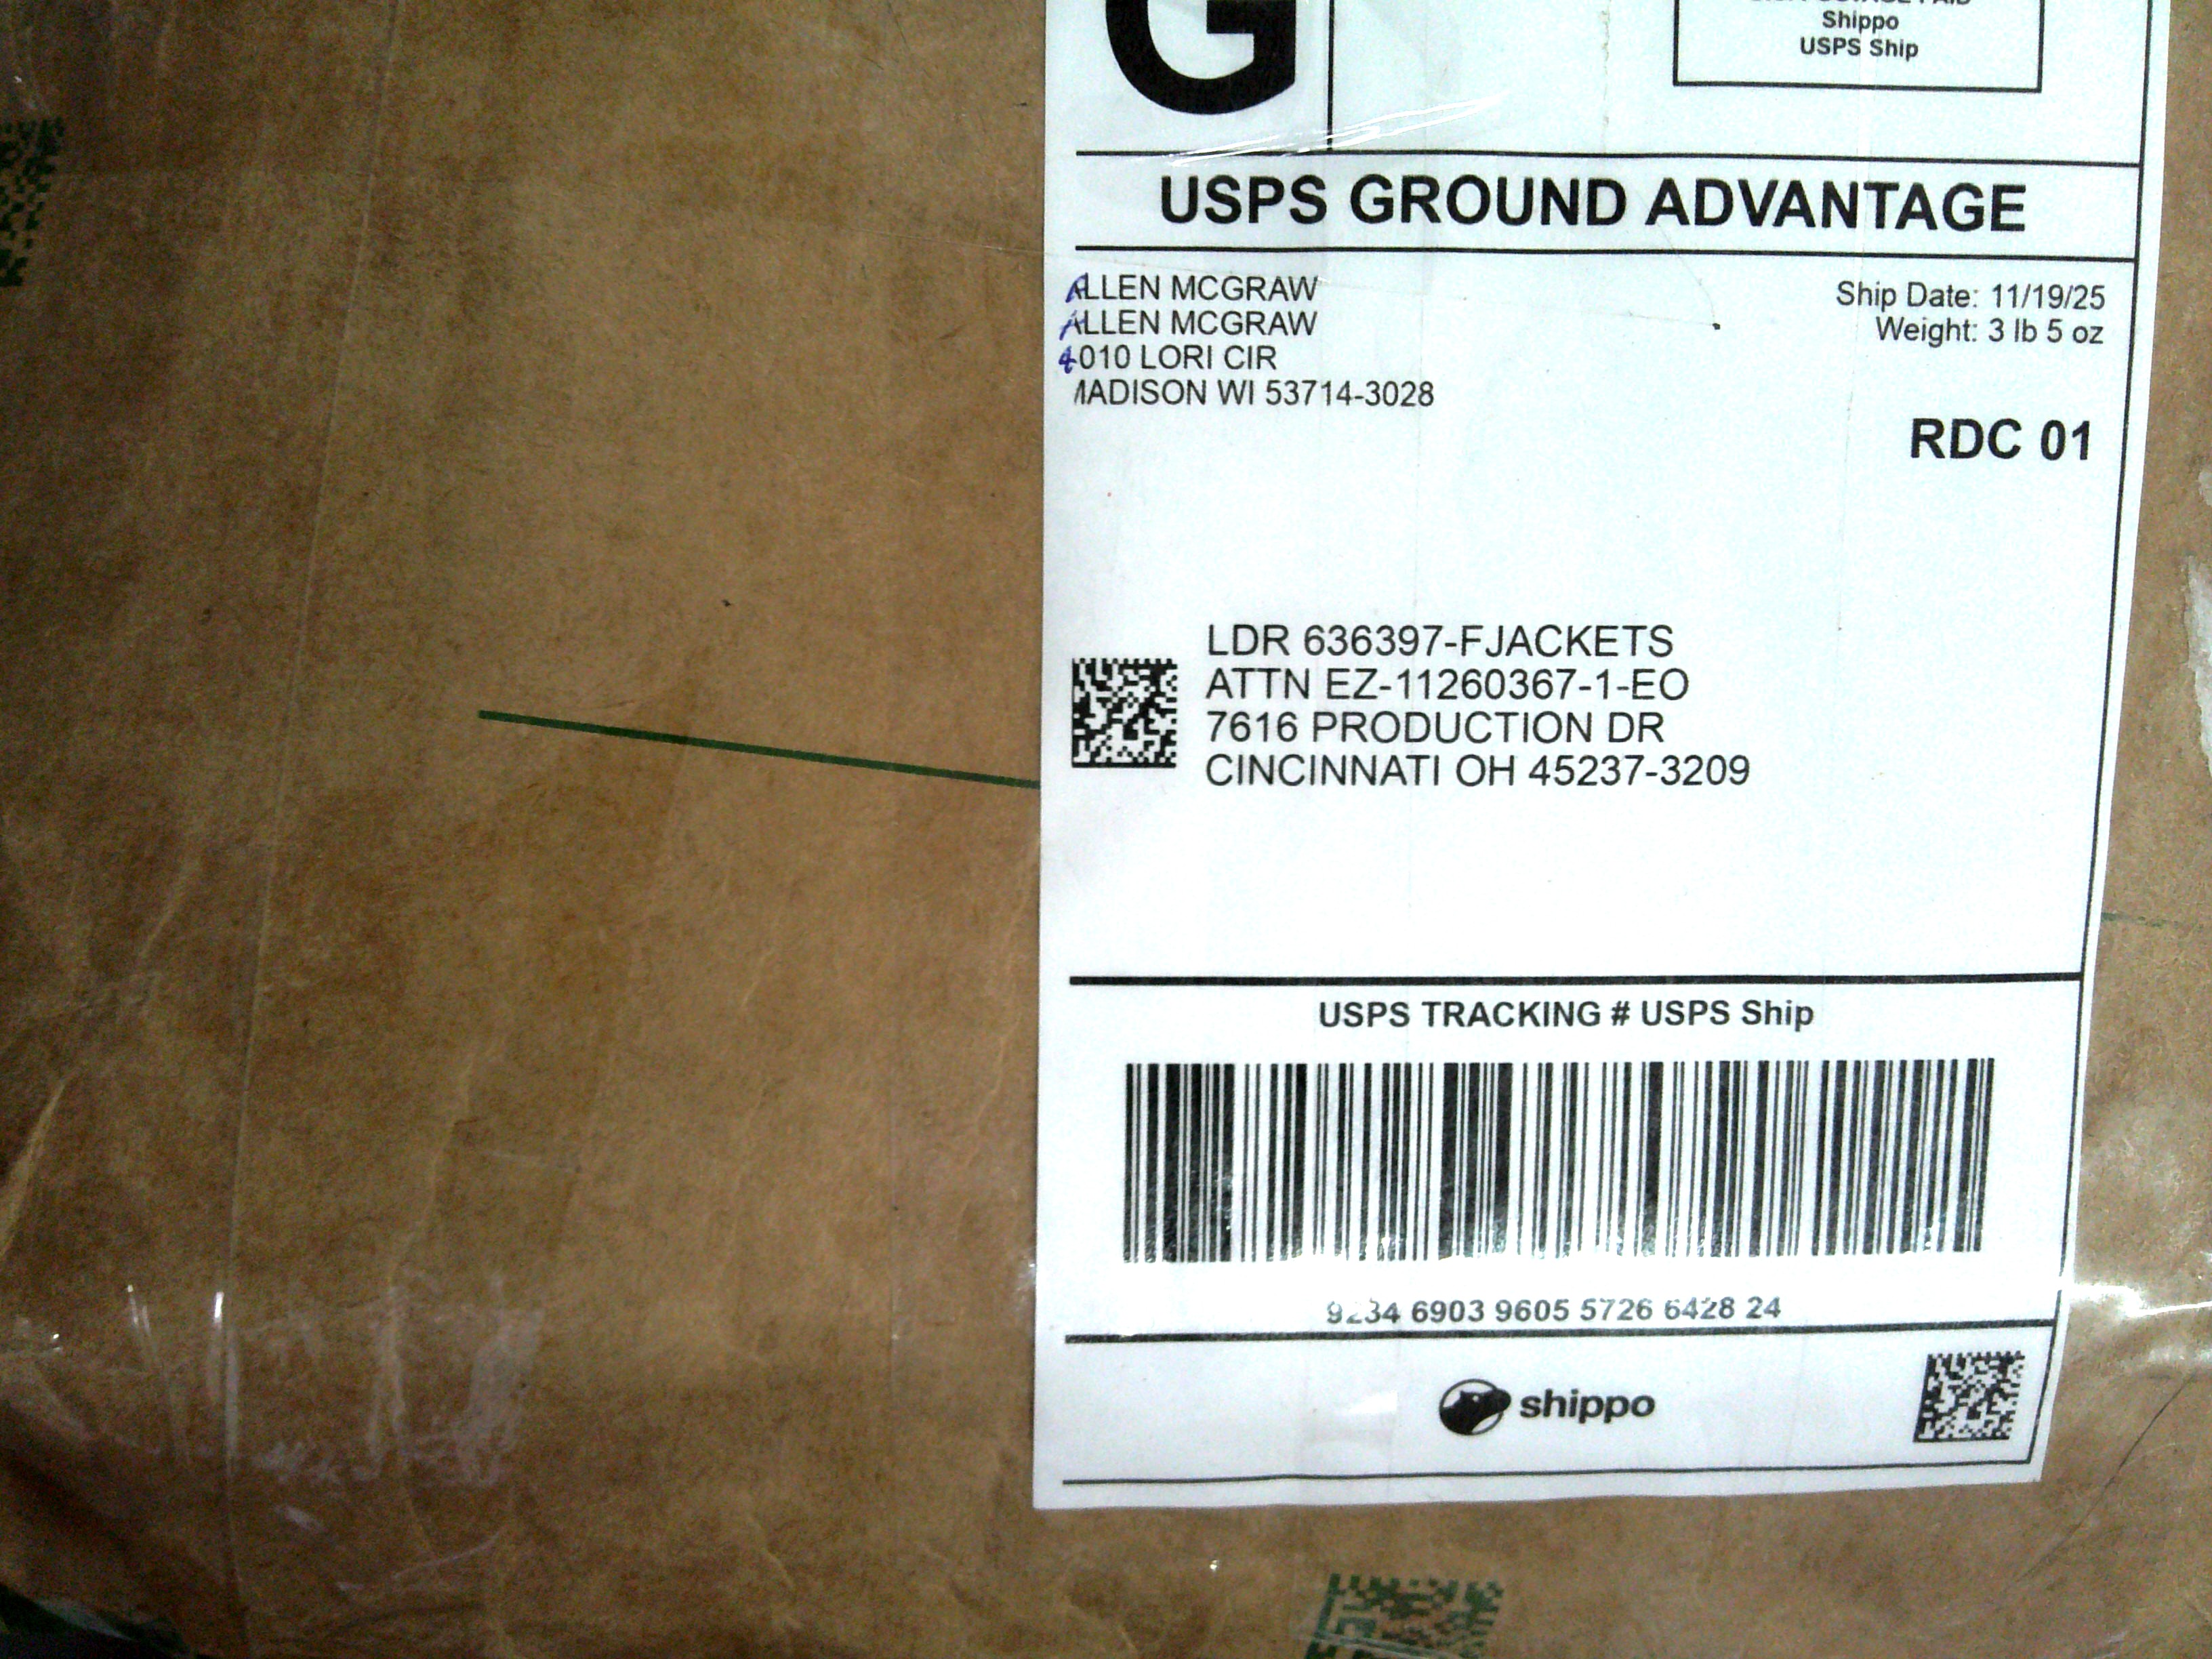 G
Shippo
USPS Ship
USPS GROUND ADVANTAGE
ALLEN MCGRAW
ALLEN MCGRAW
4010 LORI CIR
MADISON WI 53714-3028
Ship Date: 11/19/25
Weight: 3 lb 5 oz
RDC 01
LDR 636397-FJACKETS
ATTN EZ-11260367-1-EO
7616 PRODUCTION DR
CINCINNATI OH 45237-3209
USPS TRACKING # USPS Ship
9234 6903 9605 5726 6428 24
shippo